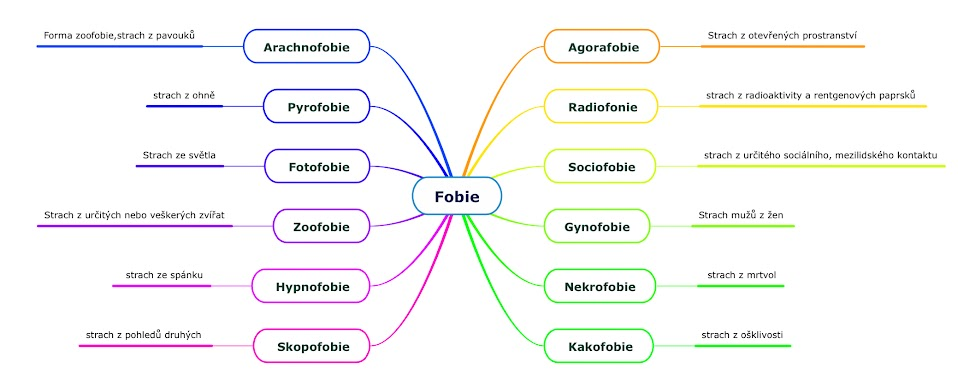 Fobie
Forma zoofobie,strach z pavouků
Arachnofobie
strach z ohně
Pyrofobie
Strach ze světla
Fotofobie
Strach z určitých nebo veškerých zvířat
Zoofobie
strach ze spánku
Hypnofobie
strach z pohledů druhých
Skopofobie
Agorafobie
Strach z otevřených prostranství
Radiofonie
strach z radioaktivity a rentgenových paprsků
Sociofobie
strach z určitého sociálního, mezilidského kontaktu
Gynofobie
Strach mužů z žen
Nekrofobie
strach z mrtvol
Kakofobie
strach z ošklivosti